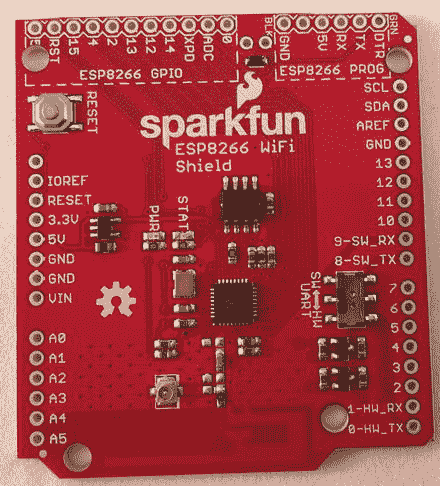 GRN
BLK
RST
15
4
2
13
12
14
XPD
ADC
GND
5V
RX
TX
DTR
ESP8266 GPIO
ESP8266 PROG
RESET
sparkfun
ESP8266 WiFi
Shield
SCL
SDA
AREF
GND
13
12
11
10
9-SW_RX
8-SW_TX
7
6
5
4
3
2
1-HW_RX
0-HW_TX
IOREF
RESET
3.3V
5V
GND
GND
VIN
A0
A1
A2
A3
A4
A5
PWR
STAT
SW↔HW
UART